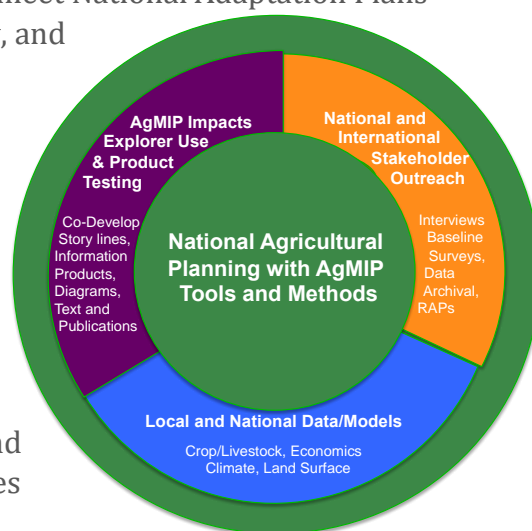 meet National Adaptation Plans
, and
AgMIP Impacts
Explorer Use
& Product
Testing
Co-Develop
Story lines,
Information
Products,
Diagrams,
Text and
Publications
National and
International
Stakeholder
Outreach
Interviews
Baseline
Surveys,
Data
Archival,
RAPs
National Agricultural
Planning with AgMIP
Tools and Methods
Local and National Data/Models
Crop/Livestock, Economics
Climate, Land Surface